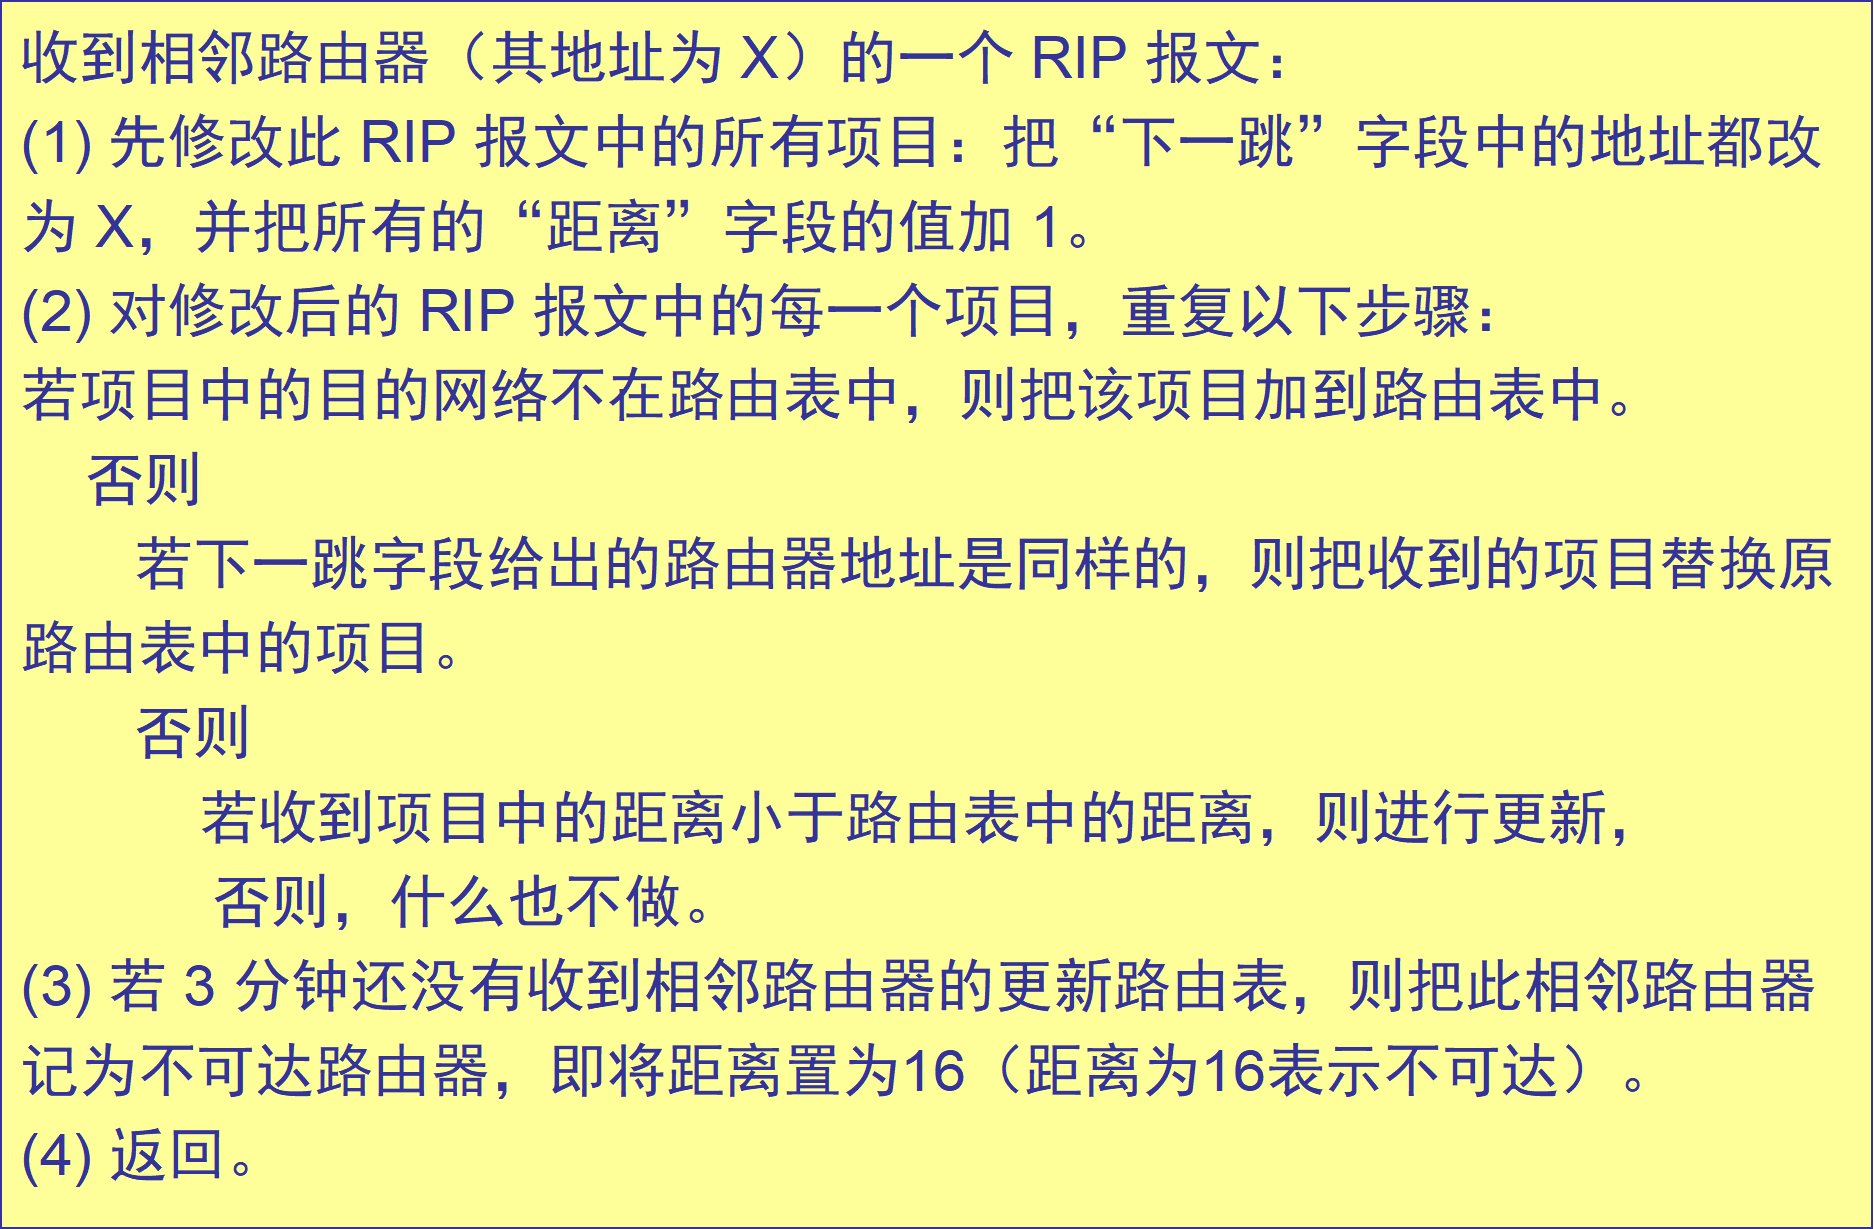 收到相邻路由器（其地址为 X）的一个 RIP 报文：
(1) 先修改此 RIP 报文中的所有项目：把“下一跳”字段中的地址都改
为 X，并把所有的“距离”字段的值加 1。
(2) 对修改后的 RIP 报文中的每一个项目，重复以下步骤：
若项目中的目的网络不在路由表中，则把该项目加到路由表中。
否则
若下一跳字段给出的路由器地址是同样的，则把收到的项目替换原
路由表中的项目。
否则
若收到项目中的距离小于路由表中的距离，则进行更新，
否则，什么也不做。
(3) 若 3 分钟还没有收到相邻路由器的更新路由表，则把此相邻路由器
记为不可达路由器，即将距离置为16（距离为16表示不可达）。
(4) 返回。